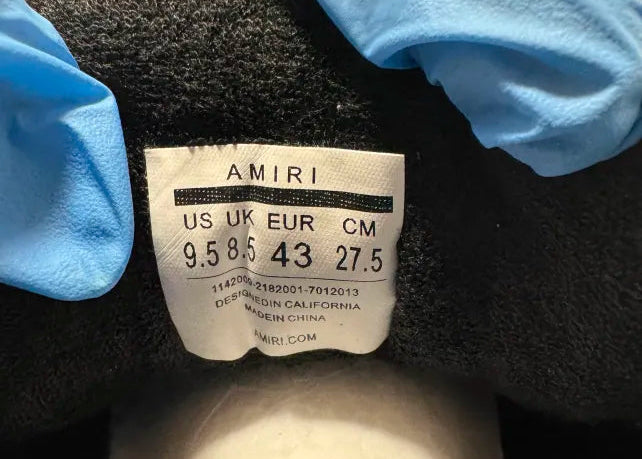 AMIRI
US UK EUR CM
9.5 8.5 43 27.5
1142009-2182001-7012013
DESIGNEDIN CALIFORNIA
MADEIN CHINA
AMIRI.COM